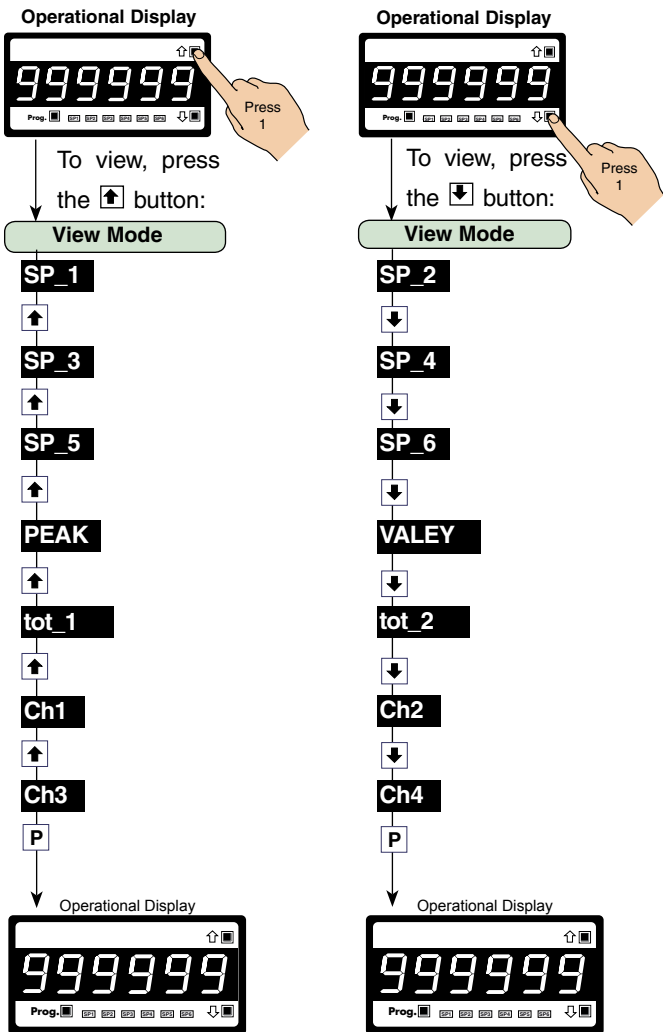 Operational Display
999999
Prog. SP1 SP2 SP3 SP4 SP5 SP6
Press
1
To view, press
the button:
View Mode
SP_1
SP_3
SP_5
PEAK
tot_1
Ch1
Ch3
P
Operational Display
999999
Prog. SP1 SP2 SP3 SP4 SP5 SP6
Operational Display
999999
Prog. SP1 SP2 SP3 SP4 SP5 SP6
Press
1
To view, press
the button:
View Mode
SP_2
SP_4
SP_6
VALEY
tot_2
Ch2
Ch4
P
Operational Display
999999
Prog. SP1 SP2 SP3 SP4 SP5 SP6